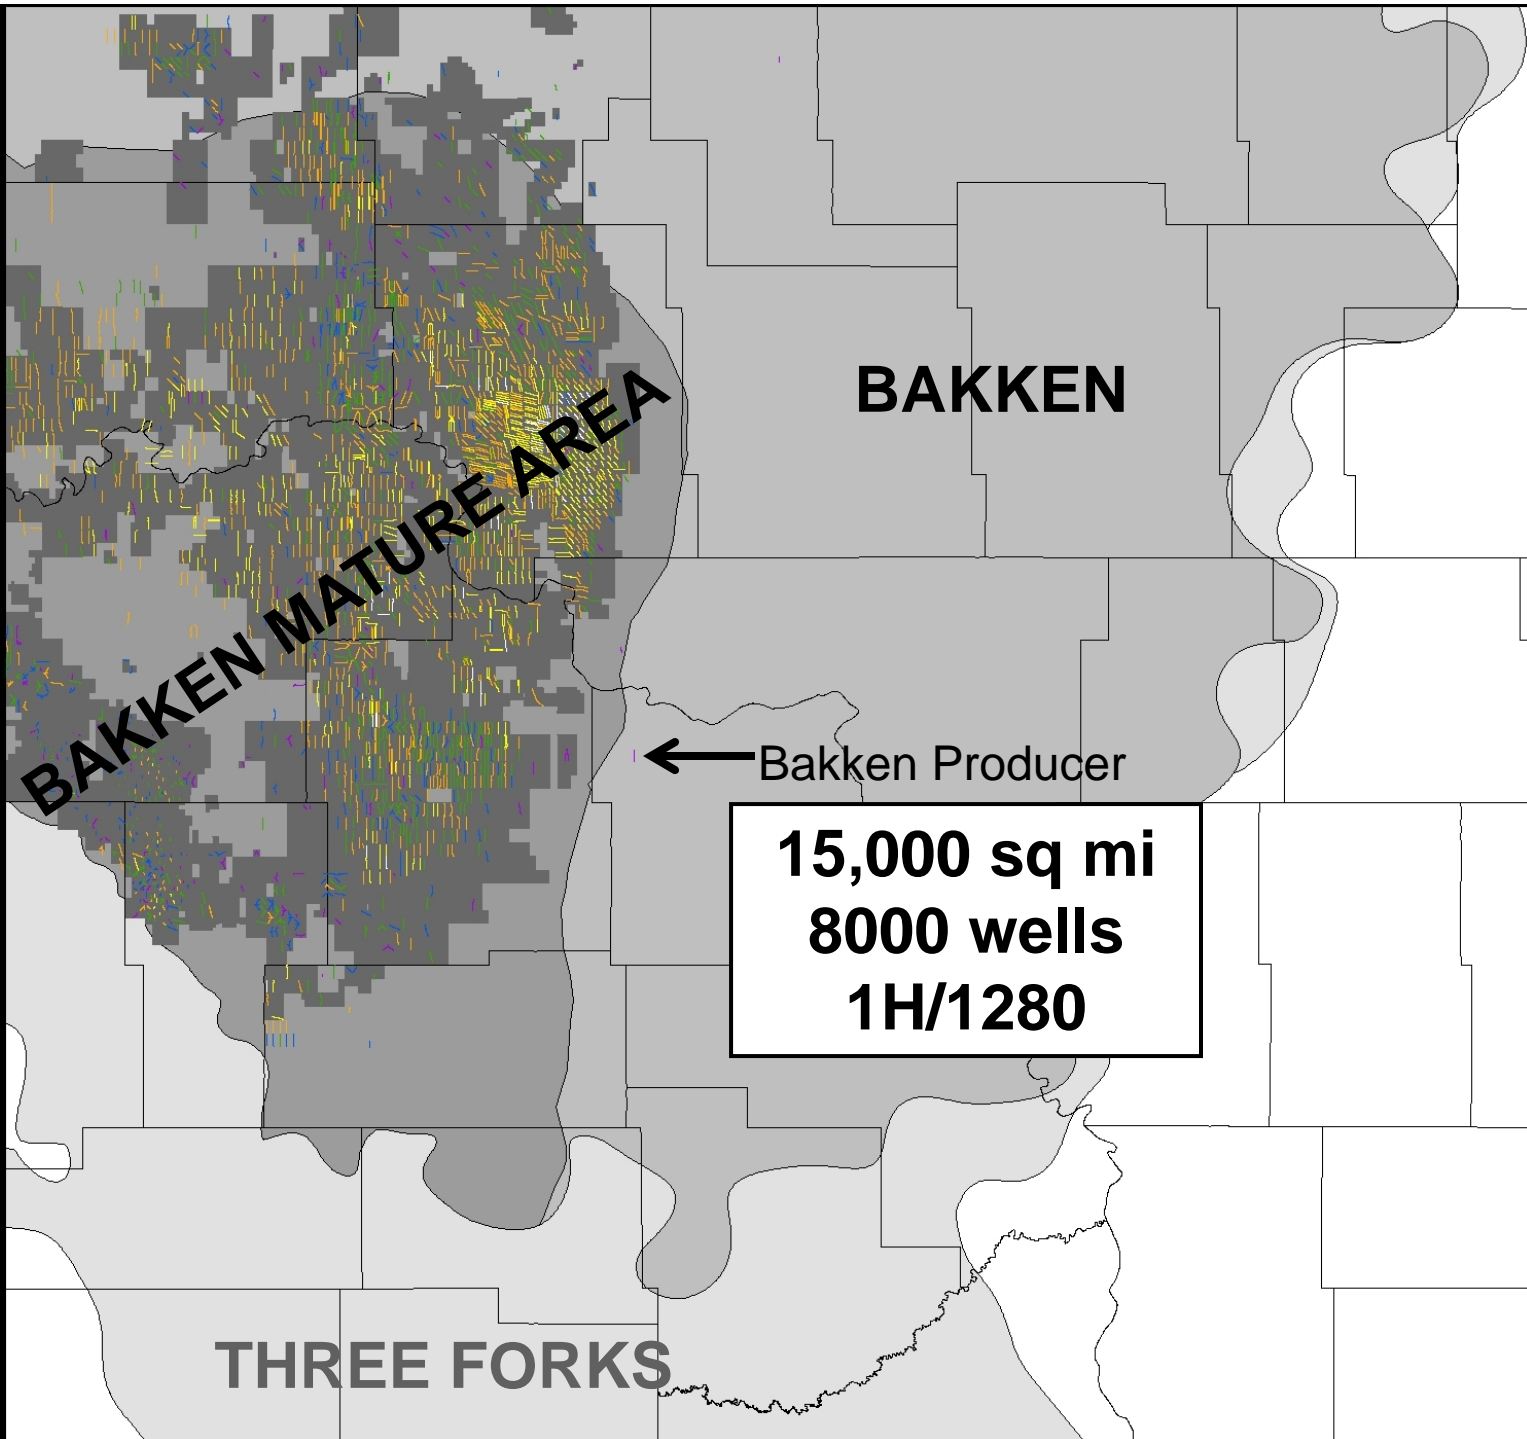 BAKKEN
BAKKEN MATURE AREA
Bakken Producer
15,000 sq mi
8000 wells
1H/1280
THREE FORKS